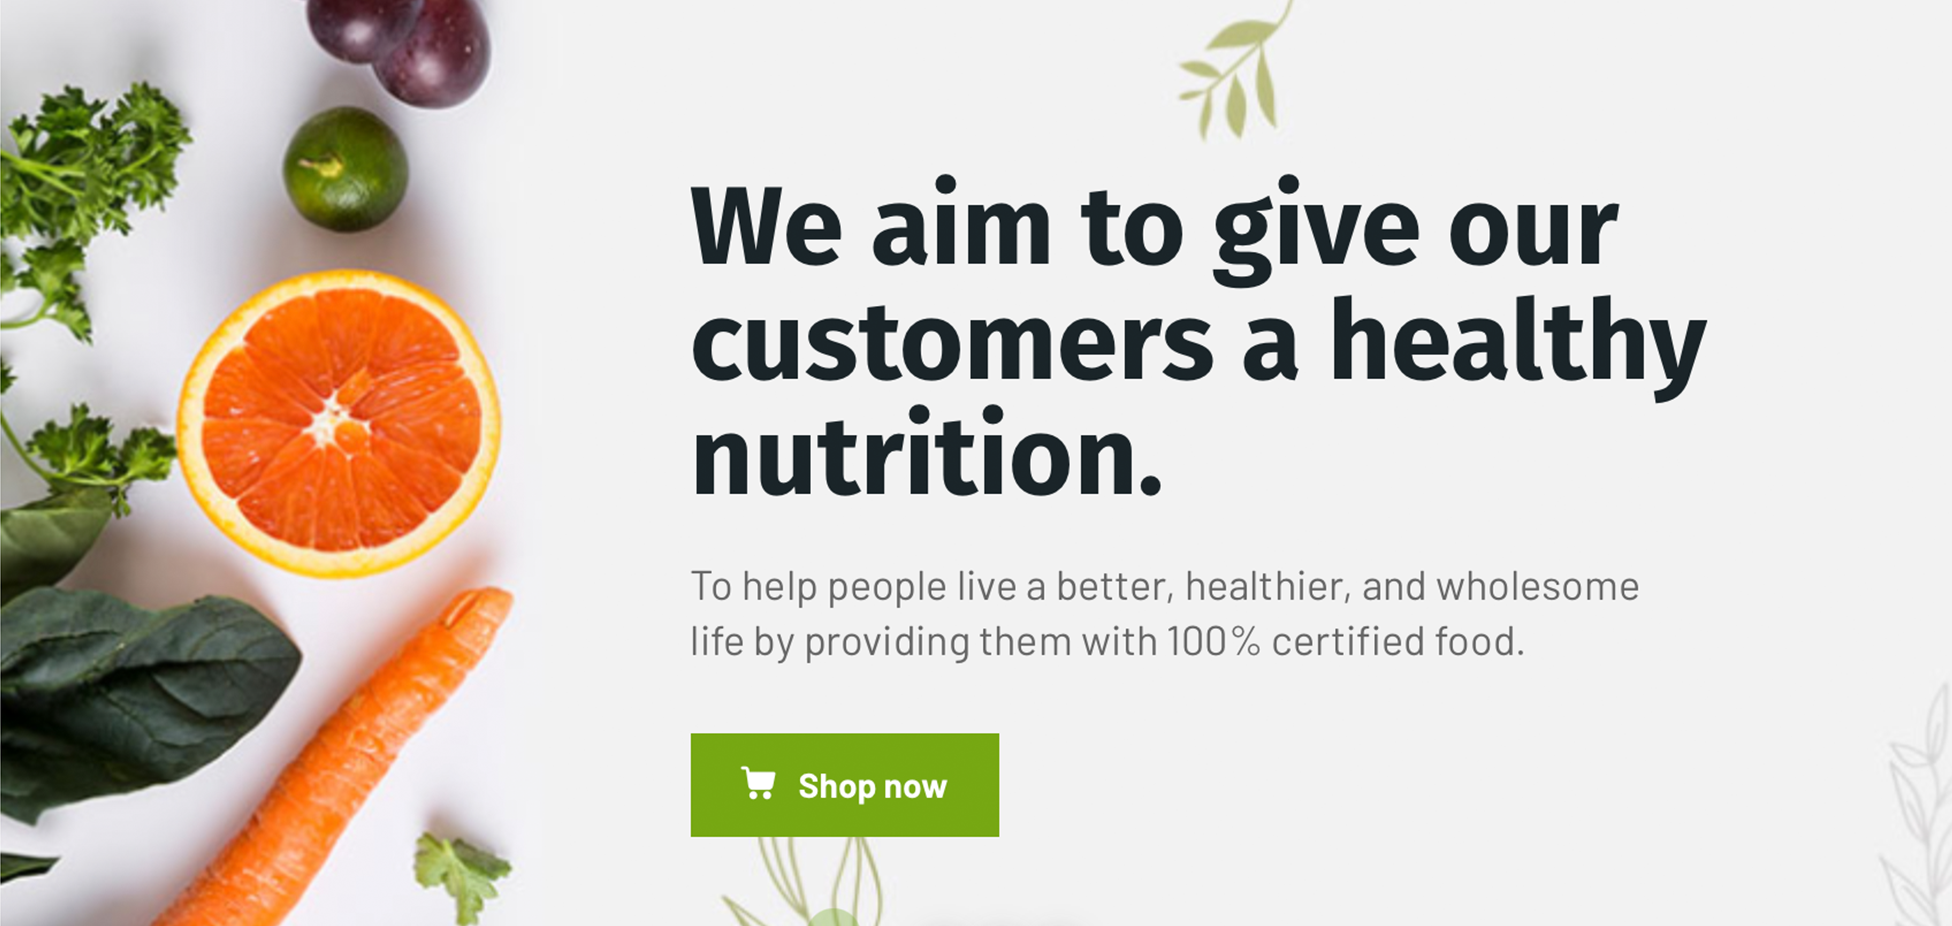 We aim to give our
customers a healthy
nutrition.
To help people live a better, healthier, and wholesome
life by providing them with 100% certified food.
Shop now